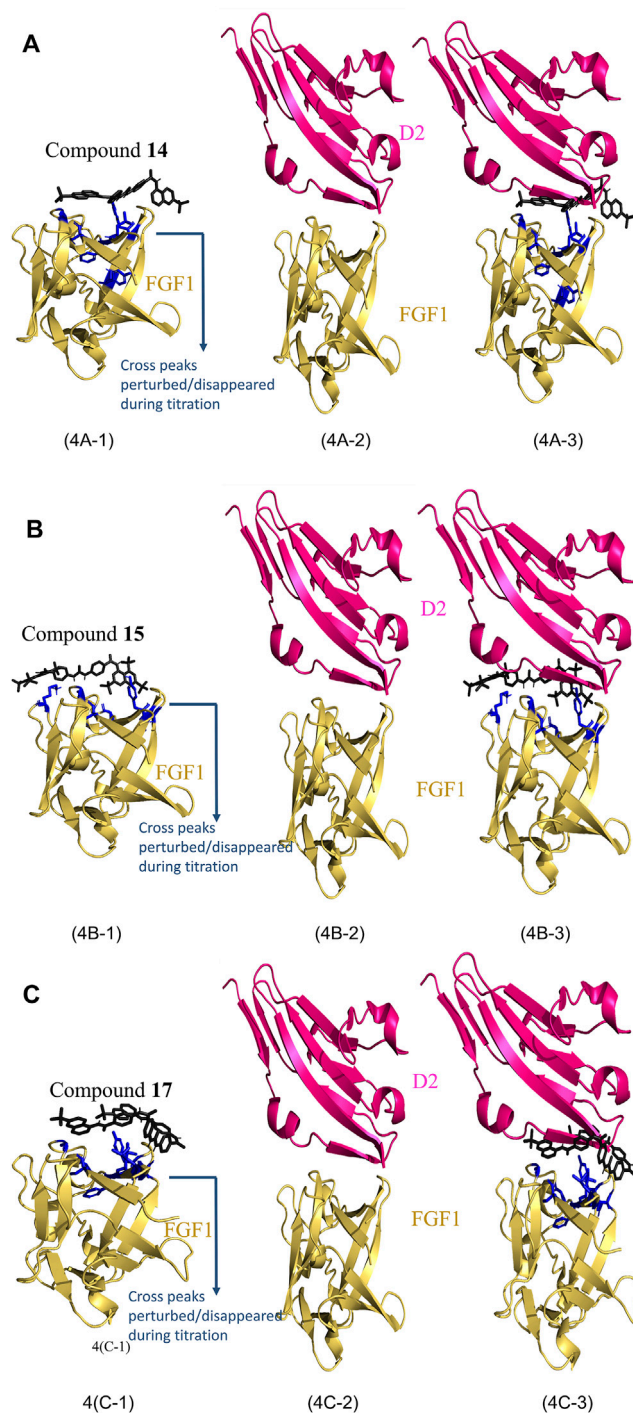 A
Compound 14
FGF1
Cross peaks
perturbed/disappeared
during titration
D2
FGF1
(4A-1)
(4A-2)
(4A-3)
B
Compound 15
FGF1
Cross peaks
perturbed/disappeared
during titration
D2
FGF1
(4B-1)
(4B-2)
(4B-3)
C
Compound 17
FGF1
Cross peaks
perturbed/disappeared
during titration
4(C-1)
D2
FGF1
4(C-1)
(4C-2)
(4C-3)